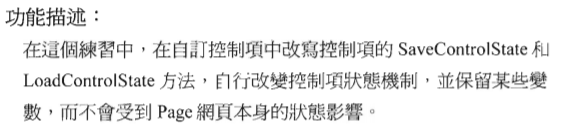 功能描述：
在這個練習中，在自訂控制項中改寫控制項的 SaveControlState 和
LoadControlState 方法，自行改變控制項狀態機制，並保留某些變
數，而不會受到 Page 網頁本身的狀態影響。